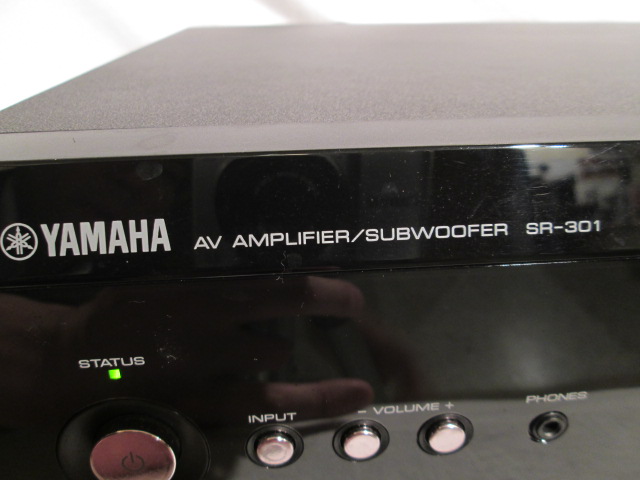 YAMAHA AV AMPLIFIER/SUBWOOFER SR-301
STATUS
INPUT - VOLUME + PHONES